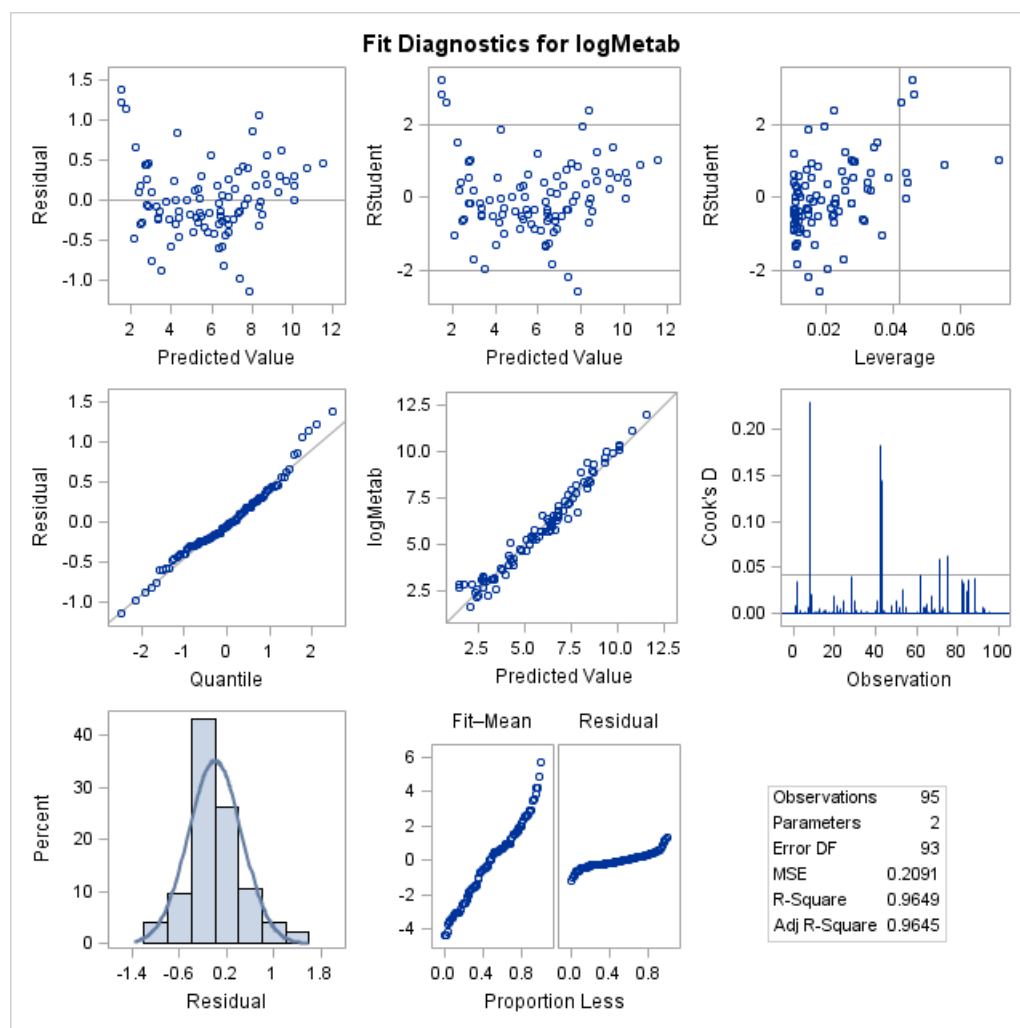 Fit Diagnostics for logMetab
1.5
1.0
0.5
0.0
-0.5
-1.0
Residual
2 4 6 8 10 12
Predicted Value
2
0
-2
RStudent
2 4 6 8 10 12
Predicted Value
2
0
-2
RStudent
0.02 0.04 0.06
Leverage
1.5
1.0
0.5
0.0
-0.5
-1.0
Residual
-2 -1 0 1 2
Quantile
12.5
10.0
7.5
5.0
2.5
logMetab
2.5 5.0 7.5 10.0 12.5
Predicted Value
0.20
0.15
0.10
0.05
0.00
Cook's D
0 20 40 60 80 100
Observation
40
30
20
10
0
Percent
-1.4 -0.6 0.2 1 1.8
Residual
Fit–Mean Residual
6
4
2
0
-2
-4
0.0 0.4 0.8 0.0 0.4 0.8
Proportion Less
Observations 95
Parameters 2
Error DF 93
MSE 0.2091
R-Square 0.9649
Adj R-Square 0.9645